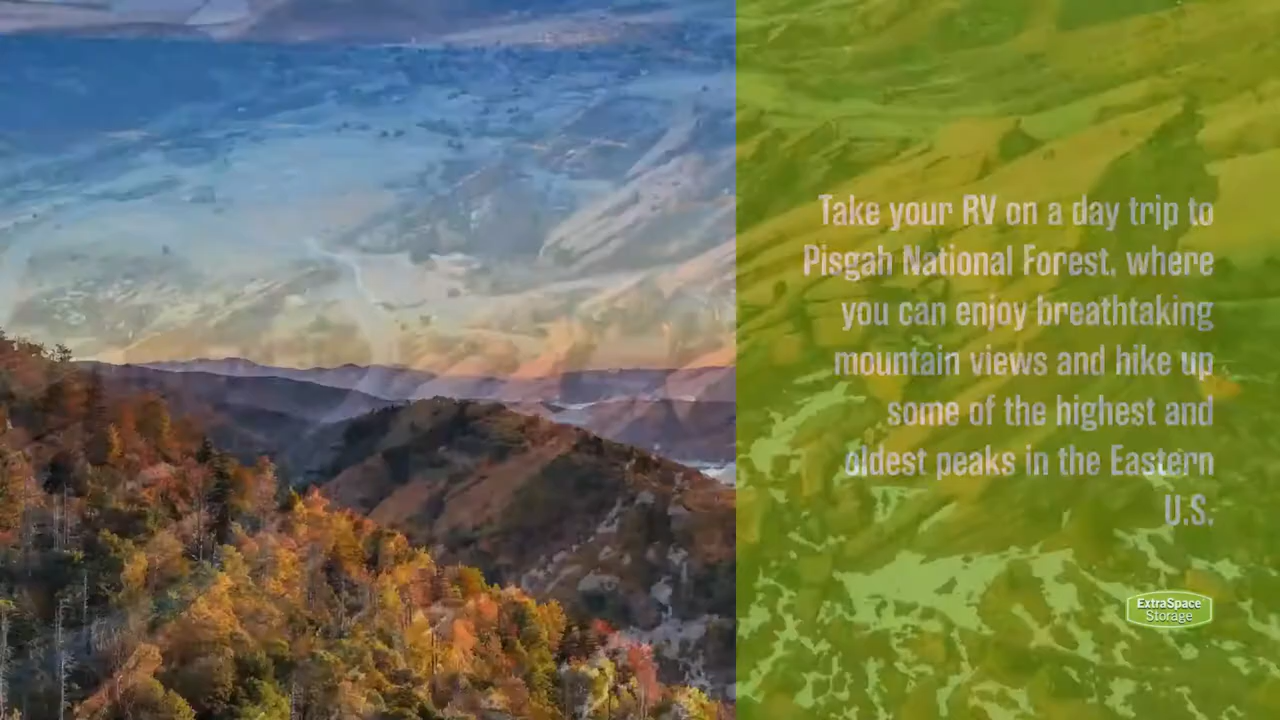 Take your RV on a day trip to
Pisgah National Forest, where
you can enjoy breathtaking
mountain views and hike up
some of the highest and
oldest peaks in the Eastern
U.S.
ExtraSpace
Storage